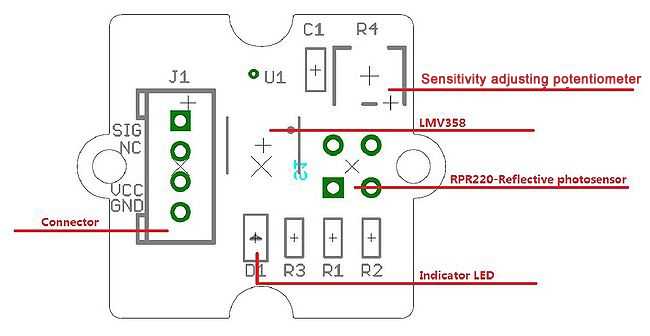 C1 R4
J1
U1
Sensitivity adjusting potentiometer
LMV358
SIG
NC
RPR220-Reflective photosensor
VCC
GND
Connector
D1 R3 R1 R2
Indicator LED